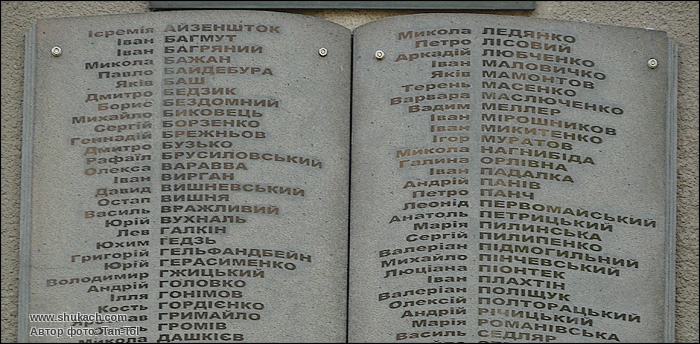 Ієремія АЙЗЕНШТОК
Іван БАГМУТ
Іван БАГРЯНИЙ
Микола БАЖАН
Павло БАЙДЕБУРА
Яків БАШ
Дмитро БЕДЗИК
Борис БЕЗДОМНИЙ
Михайло БИКОВЕЦЬ
Сергій БОРЗЕНКО
Геннадій БРЕЖНЬОВ
Дмитро БУЗЬКО
Рафаїл БРУСИЛОВСЬКИЙ
Олекса ВАРАВВА
Іван ВИРГАН
Давид ВИШНЕВСЬКИЙ
Остап ВИШНЯ
Василь ВРАЖЛИВИЙ
Юрій ВУХНАЛЬ
Лев ГАЛКІН
Юхим ГЕДЗЬ
Григорій ГЕЛЬФАНДБЕЙН
Юрій ГЕРАСИМЕНКО
Володимир ГЖИЦЬКИЙ
Андрій ГОЛОВКО
Ілля ГОНІМОВ
Кость ГОРДІЄНКО
ГРИМАЙЛО
ГРОМІВ
Микола ДАШКІЄВ
Микола ЛЕДЯНКО
Петро ЛІСОВИЙ
Аркадій ЛЮБЧЕНКО
Іван МАЛОВИЧКО
Яків МАМОНТОВ
Терень МАСЕНКО
Варвара МАСЛЮЧЕНКО
Вадим МЕЛЛЕР
Іван МІРОШНИКОВ
Іван МИКИТЕНКО
Ігор МУРАТОВ
Микола НАГНИБІДА
Галина ОРЛІВНА
Іван ПАДАЛКА
Андрій ПАНІВ
Петро ПАНЧ
Леонід ПЕРВОМАЙСЬКИЙ
Анатоль ПЕТРИЦЬКИЙ
Марія ПИЛИНСЬКА
Сергій ПИЛИПЕНКО
Валеріан ПІДМОГИЛЬНИЙ
Михайло ПІНЧЕВСЬКИЙ
Люціана ПІОНТЕК
Іван ПЛАХТІН
Валеріан ПОЛІЩУК
Олексій ПОЛТОРАЦЬКИЙ
Андрій РІЧИЦЬКИЙ
Марія РОМАНІВСЬКА
Василь СЕДЛЯР
www.shukach.com
Автор фото: Tan-Tol